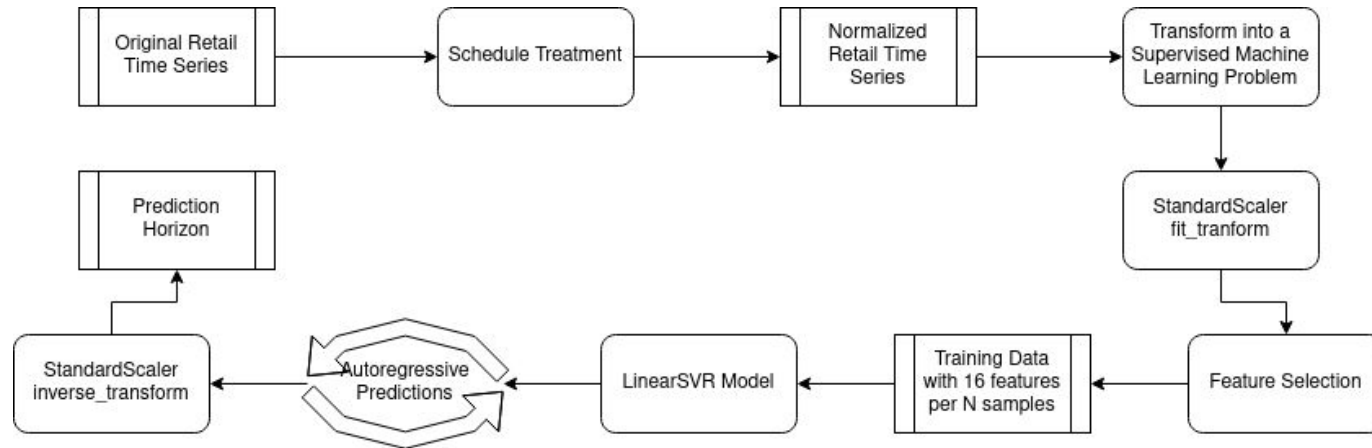 Original Retail
Time Series
Schedule Treatment
Normalized
Retail Time
Series
Transform into a
Supervised Machine
Learning Problem
StandardScaler
fit_tranform
Feature Selection
Training Data
with 16 features
per N samples
LinearSVR Model
Autoregressive
Predictions
StandardScaler
inverse_transform
Prediction
Horizon